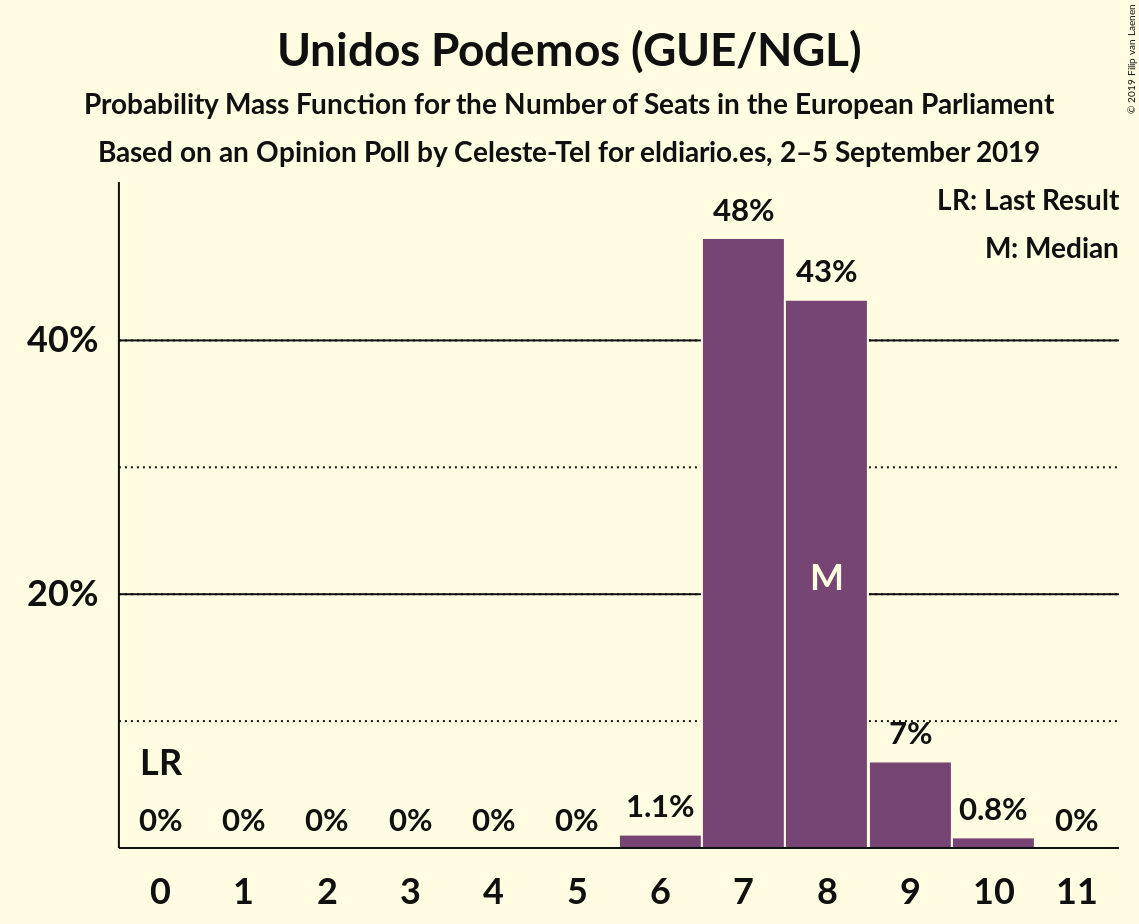 Unidos Podemos (GUE/NGL)
Probability Mass Function for the Number of Seats in the European Parliament
Based on an Opinion Poll by Celeste-Tel for eldiario.es, 2–5 September 2019
© 2019 Filip van Laenen
LR: Last Result
M: Median
48%
43%
40%
M
20%
7%
LR
1.1%
0.8%
0% 0% 0% 0% 0% 0% 0%
0 1 2 3 4 5 6 7 8 9 10 11